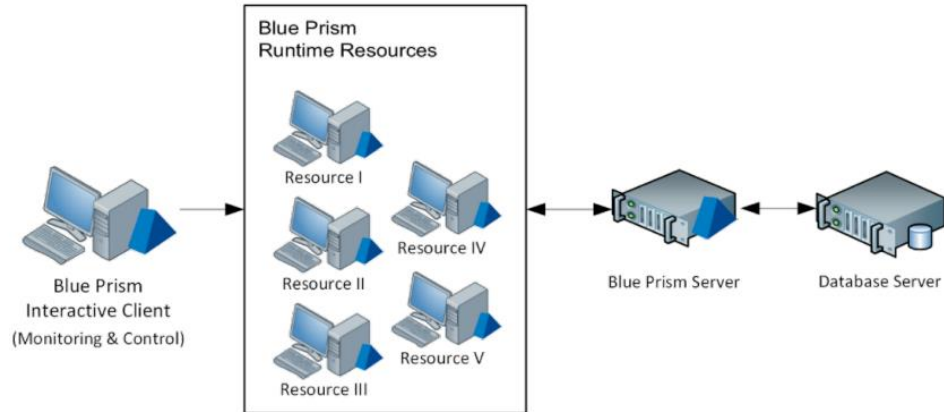 Blue Prism
Runtime Resources
Resource I
Resource IV
Resource II
Resource V
Resource III
Blue Prism
Interactive Client
(Monitoring & Control)
Blue Prism Server
Database Server